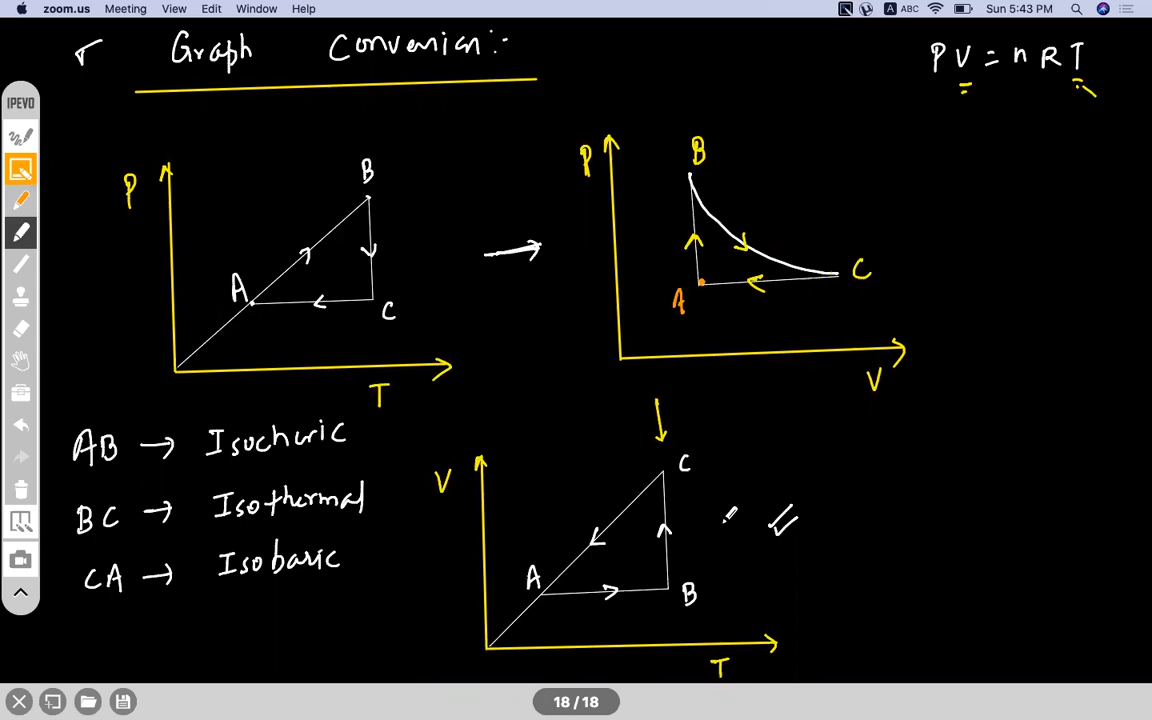 zoom.us Meeting View Edit Window Help
A ABC Sun 5:43 PM
Graph Convenian:-
PV = nRT
IPEVO
P
B
A
C
T
P
B
A
C
V
AB → Isochoric
BC → Isothermal
CA → Isobaric
V
C
A
B
T
18 / 18